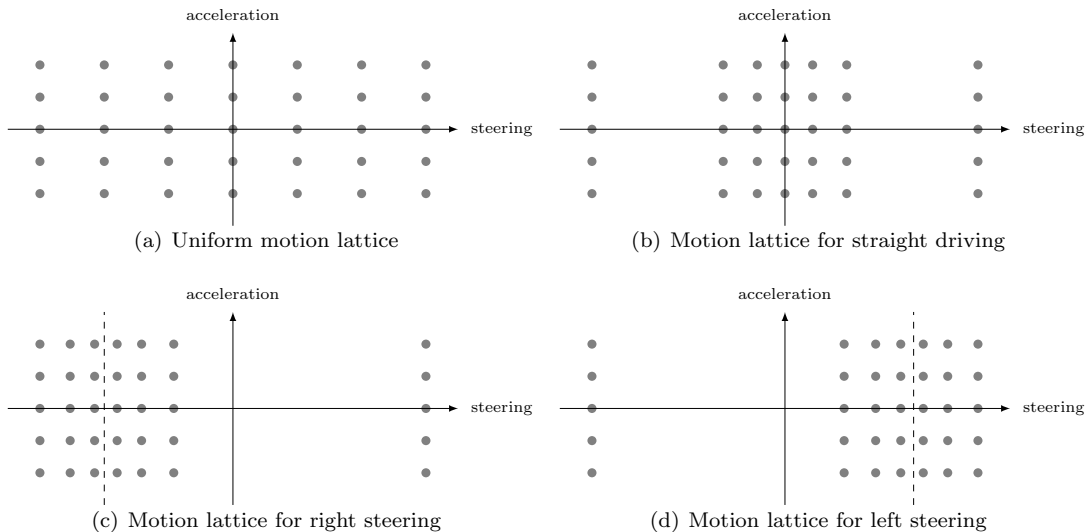 acceleration
steering
(a) Uniform motion lattice
acceleration
steering
(b) Motion lattice for straight driving
acceleration
steering
(c) Motion lattice for right steering
acceleration
steering
(d) Motion lattice for left steering